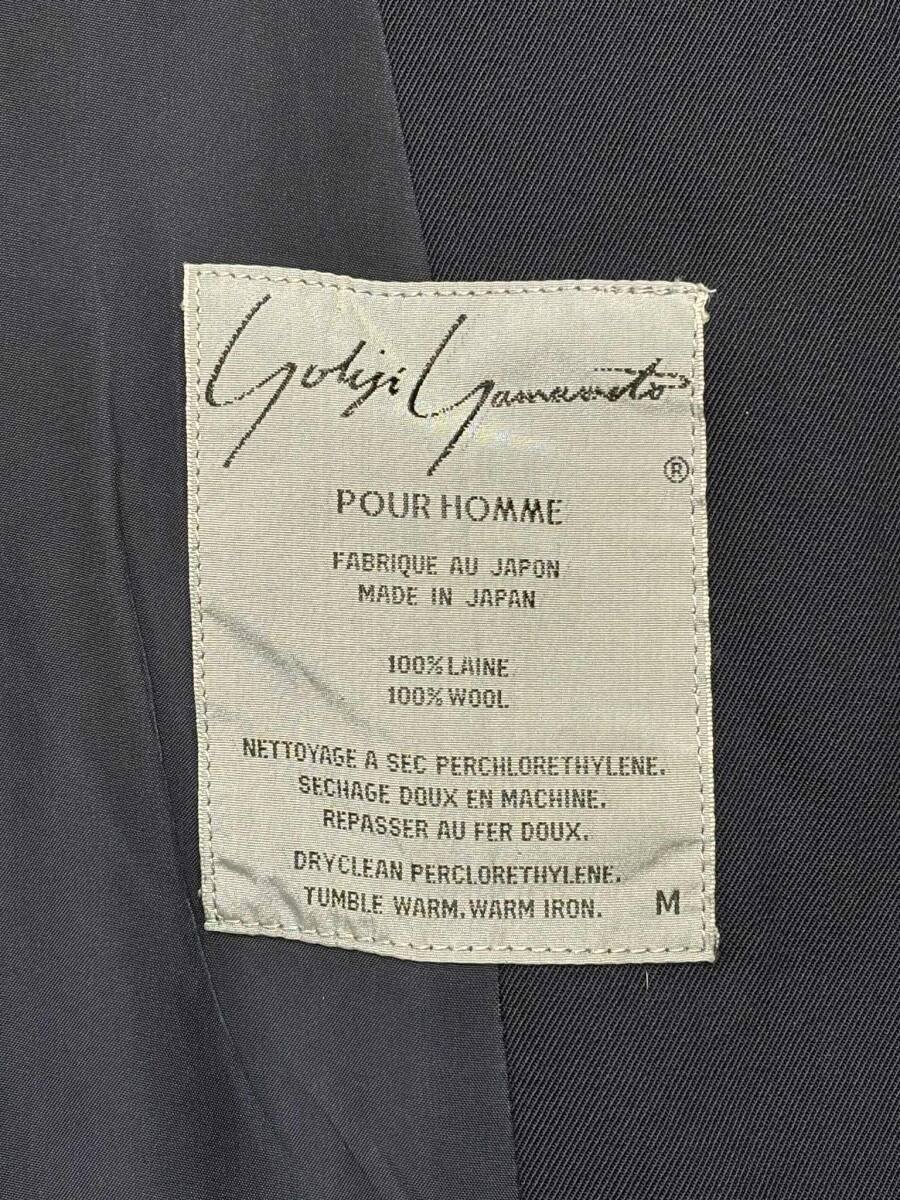 Yohji Yamamoto
®
POUR HOMME
FABRIQUE AU JAPON
MADE IN JAPAN
100% LAINE
100% WOOL
NETTOYAGE A SEC PERCHLORETHYLENE.
SECHAGE DOUX EN MACHINE.
REPASSER AU FER DOUX.
DRYCLEAN PERCLORETHYLENE.
TUMBLE WARM, WARM IRON. M